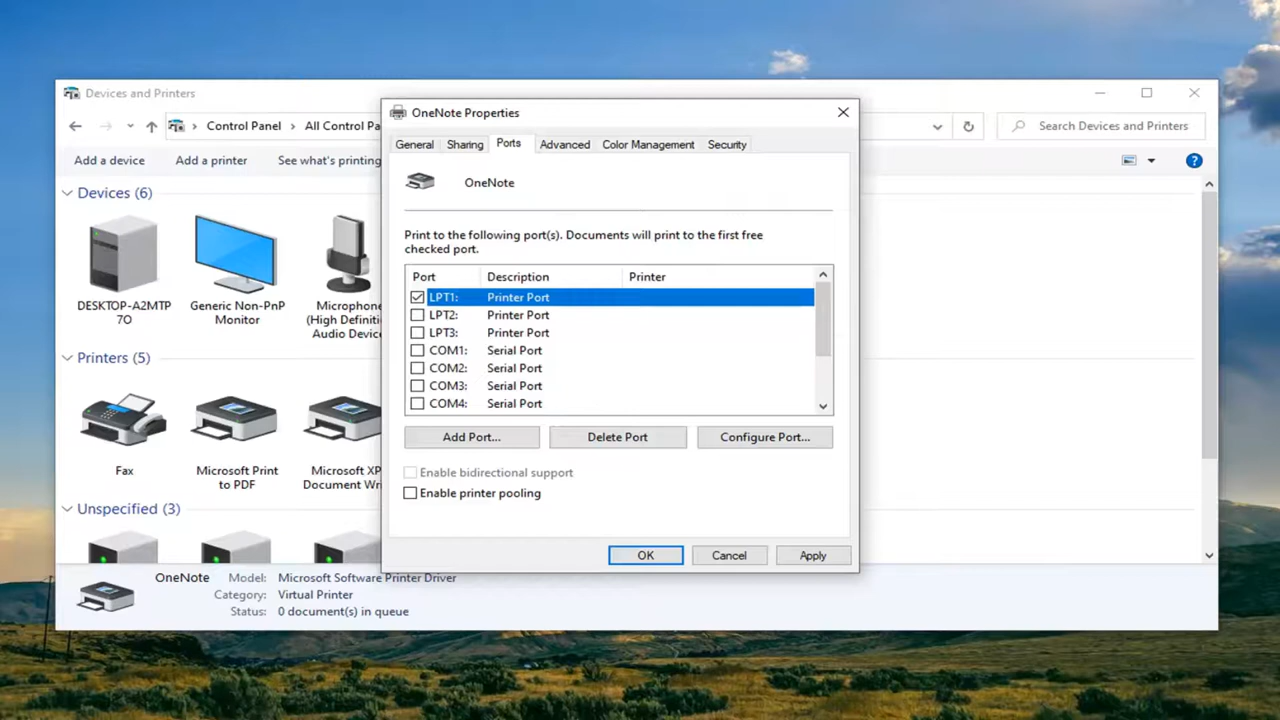 Devices and Printers
OneNote Properties
Control Panel
All Control Pa
Search Devices and Printers
General
Sharing
Ports
Advanced
Color Management
Security
Add a device
Add a printer
See what's printing
?
Devices (6)
OneNote
Print to the following port(s). Documents will print to the first free
checked port.
Port Description Printer
LPT1: Printer Port
LPT2: Printer Port
LPT3: Printer Port
COM1: Serial Port
COM2: Serial Port
COM3: Serial Port
COM4: Serial Port
DESKTOP-A2MTP
7O
Generic Non-PnP
Monitor
Microphone
(High Definiti
Audio Device
Printers (5)
Add Port...
Delete Port
Configure Port...
Fax
Microsoft Print
to PDF
Microsoft XP
Document Wri
Enable bidirectional support
Enable printer pooling
Unspecified (3)
OK
Cancel
Apply
OneNote
Model: Microsoft Software Printer Driver
Category: Virtual Printer
Status: 0 document(s) in queue